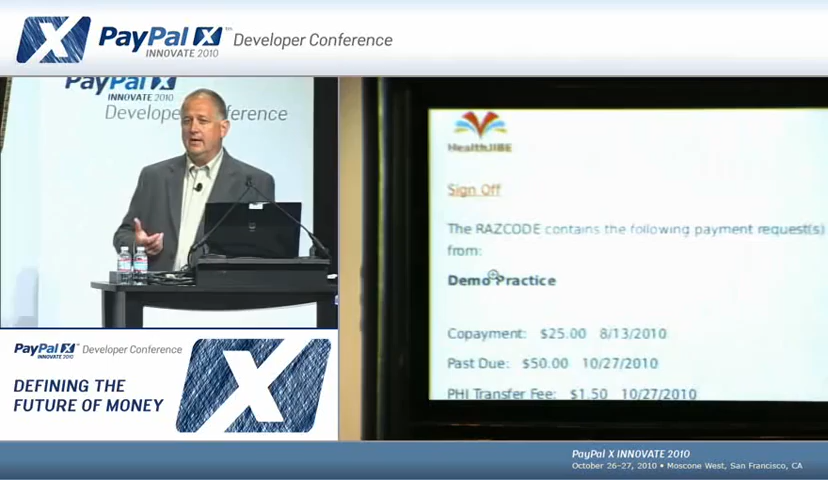 PayPal X™ Developer Conference
INNOVATE 2010
PayPal X
INNOVATE 2010
Developer Conference
HealthJIBE
Sign Off
The RAZCODE contains the following payment request(s)
from:
Demo Practice
Copayment: $25.00 8/13/2010
Past Due: $50.00 10/27/2010
PHI Transfer Fee: $1.50 10/27/2010
PayPal X™ Developer Conference
INNOVATE 2010
DEFINING THE
FUTURE OF MONEY
X
PayPal X INNOVATE 2010
October 26-27, 2010 • Moscone West, San Francisco, CA